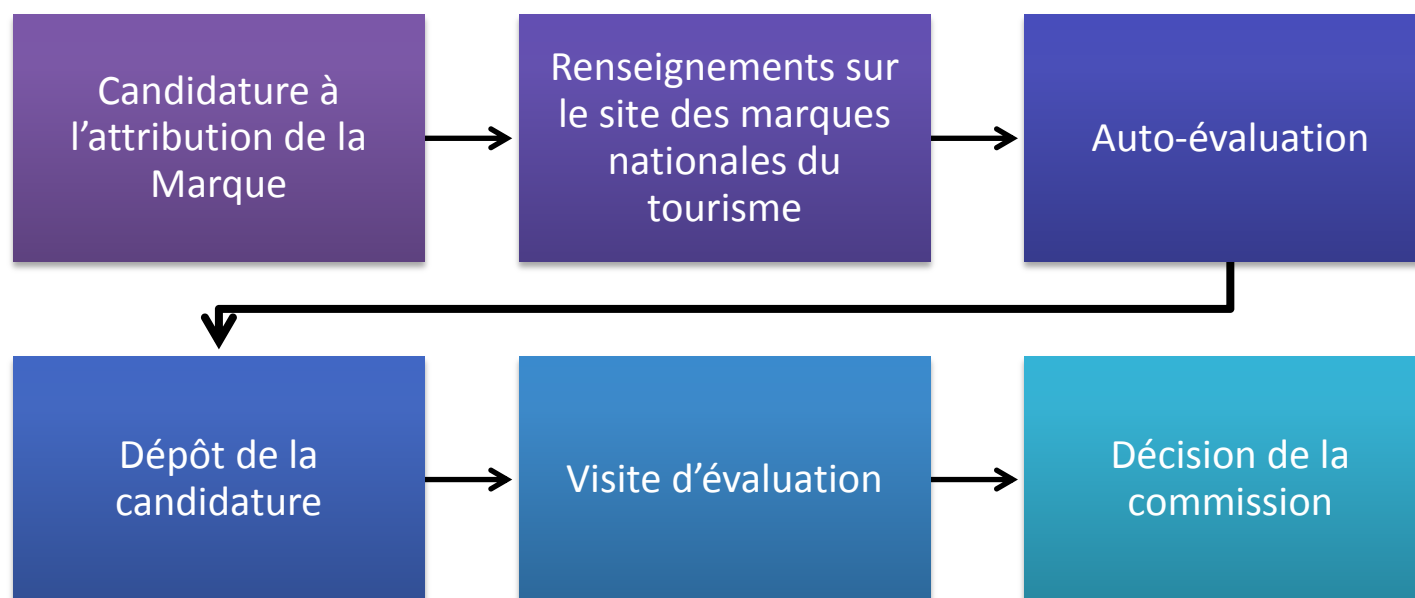 Candidature à
l’attribution de la
Marque
Renseignements sur
le site des marques
nationales du
tourisme
Auto-évaluation
Dépôt de la
candidature
Visite d’évaluation
Décision de la
commission